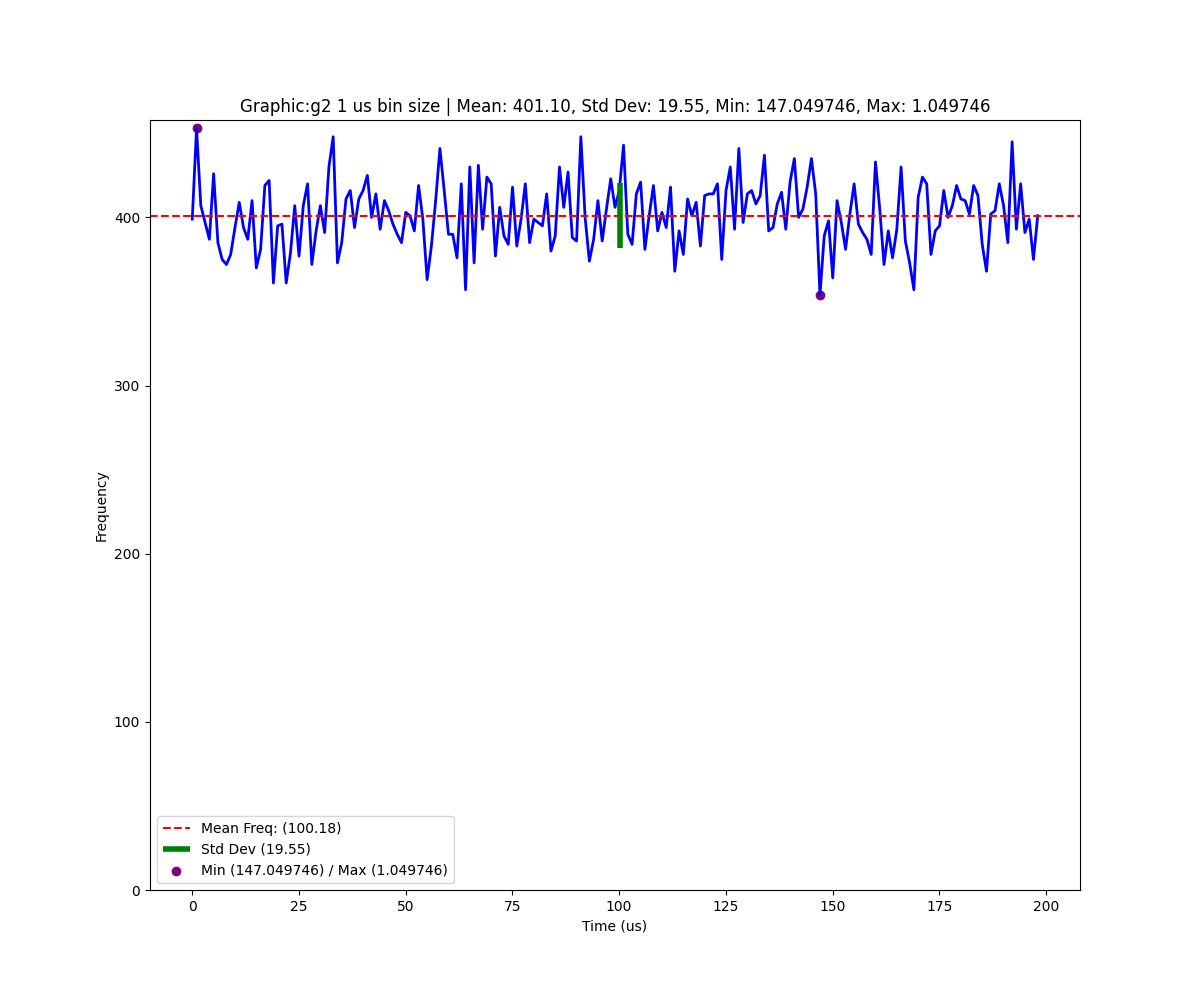 Graphic:g2 1 us bin size | Mean: 401.10, Std Dev: 19.55, Min: 147.049746, Max: 1.049746
400
300
200
100
0
Frequency
Mean Freq: (100.18)
Std Dev (19.55)
Min (147.049746) / Max (1.049746)
0 25 50 75 100 125 150 175 200
Time (us)